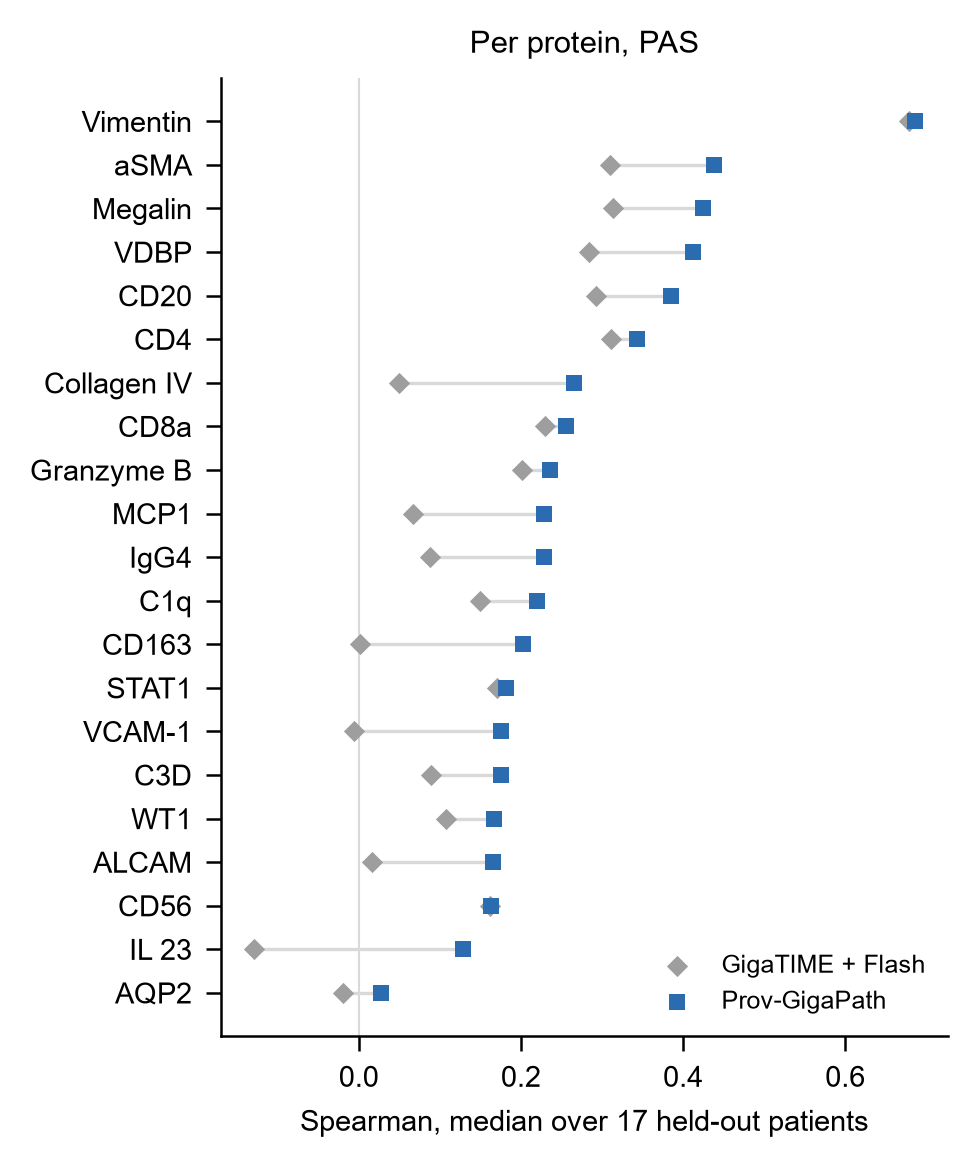 Per protein, PAS
Vimentin
aSMA
Megalin
VDBP
CD20
CD4
Collagen IV
CD8a
Granzyme B
MCP1
IgG4
C1q
CD163
STAT1
VCAM-1
C3D
WT1
ALCAM
CD56
IL 23
AQP2
GigaTIME + Flash
Prov-GigaPath
0.0 0.2 0.4 0.6
Spearman, median over 17 held-out patients